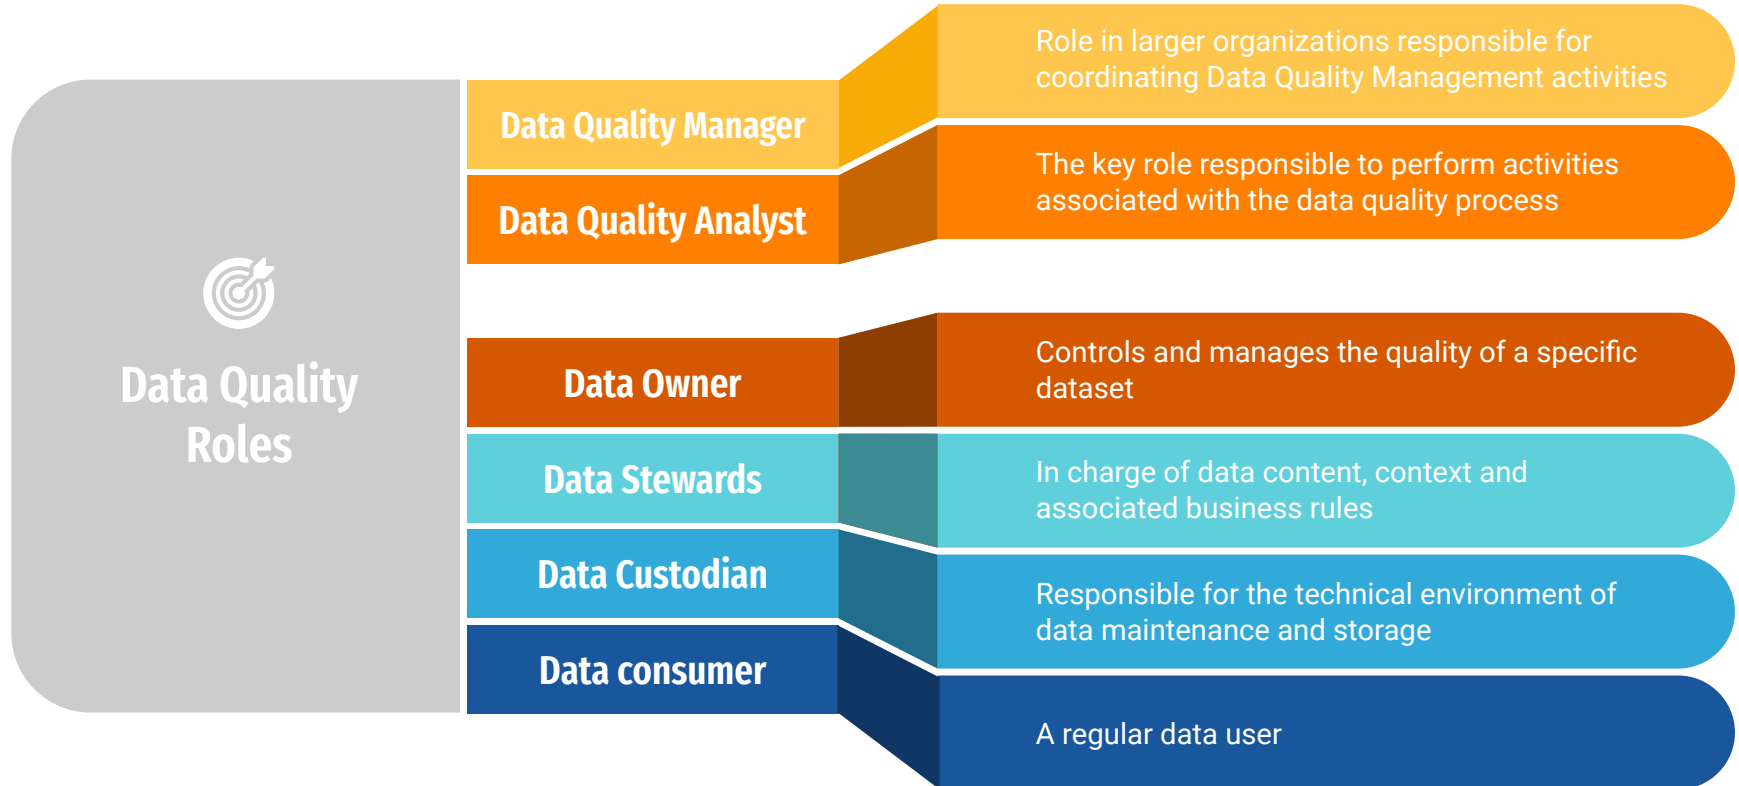 Data Quality
Roles
Data Quality Manager
Role in larger organizations responsible for
coordinating Data Quality Management activities
Data Quality Analyst
The key role responsible to perform activities
associated with the data quality process
Data Owner
Controls and manages the quality of a specific
dataset
Data Stewards
In charge of data content, context and
associated business rules
Data Custodian
Responsible for the technical environment of
data maintenance and storage
Data consumer
A regular data user